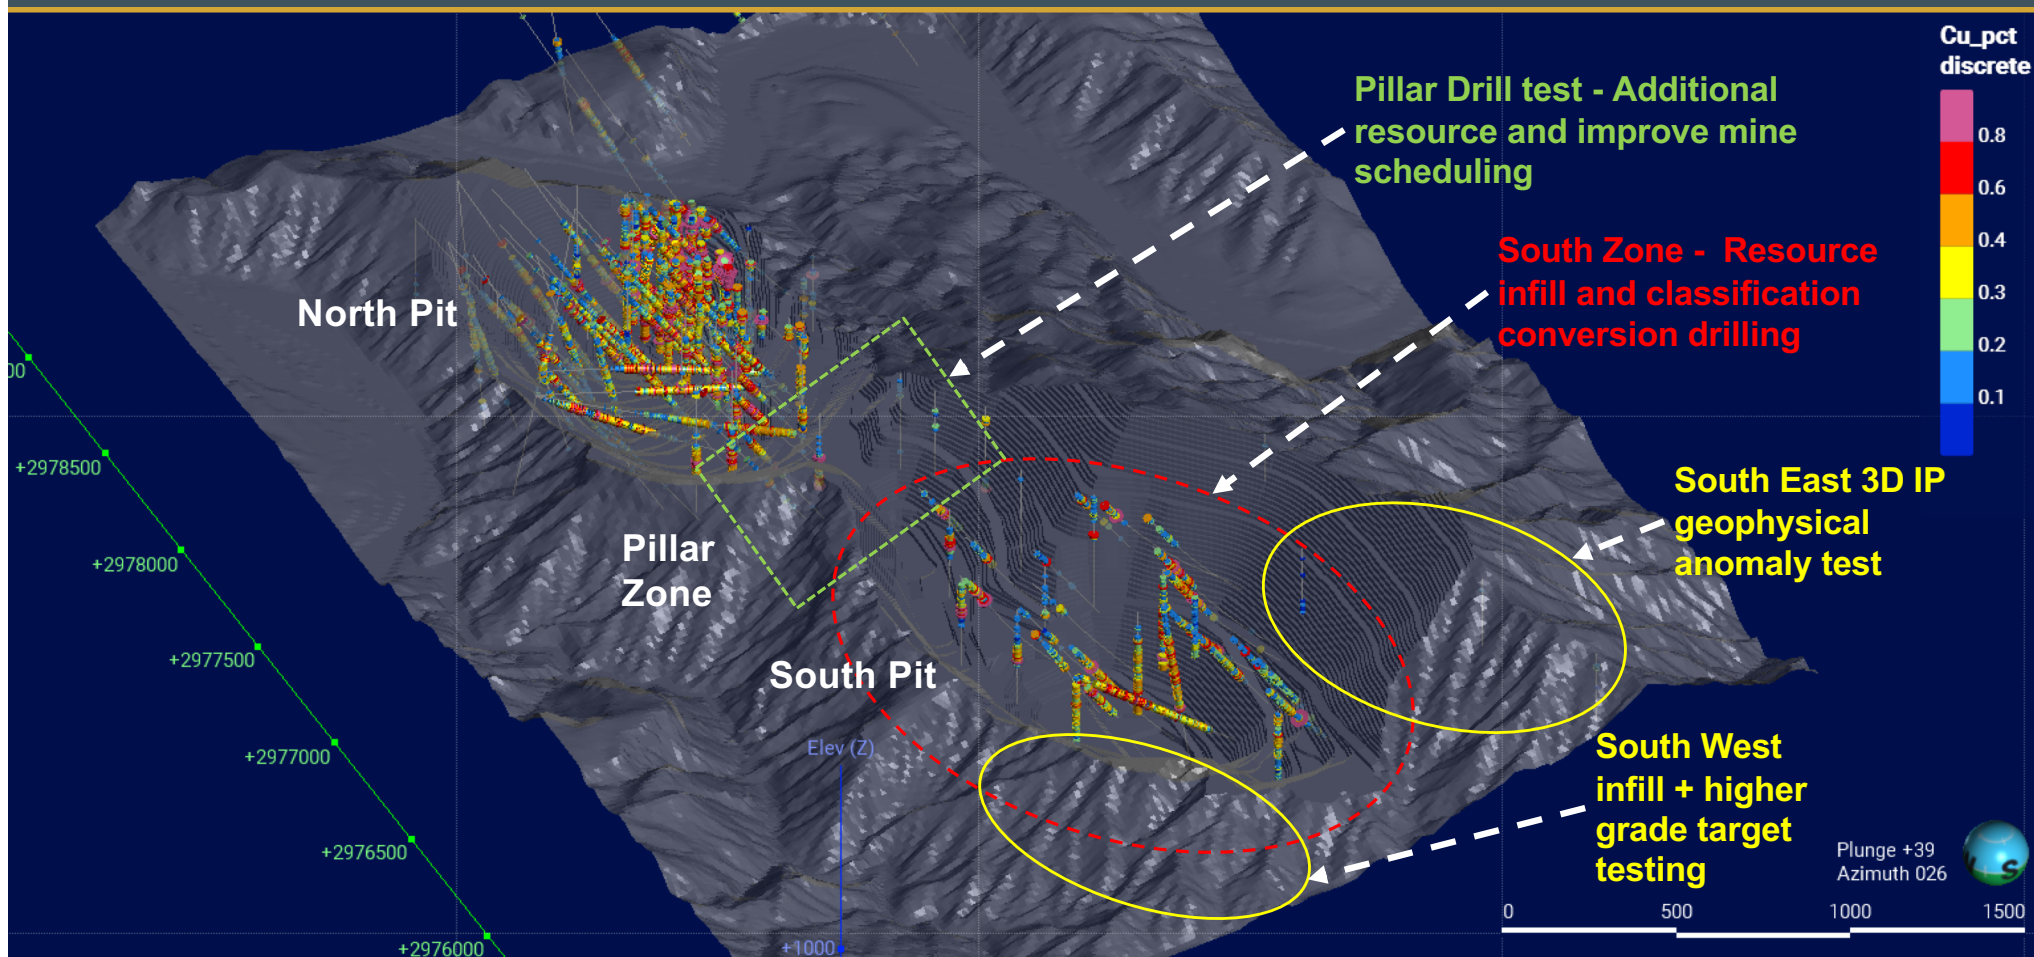 Cu_pct
discrete
0.8
0.6
0.4
0.3
0.2
0.1
Pillar Drill test - Additional
resource and improve mine
scheduling
South Zone -  Resource
infill and classification
conversion drilling
North Pit
South East 3D IP
geophysical
anomaly test
Pillar
Zone
South Pit
South West
infill + higher
grade target
testing
Elev (Z)
+1000
00
+2978500
+2978000
+2977500
+2977000
+2976500
+2976000
Plunge +39
Azimuth 026
S
0
500
1000
1500